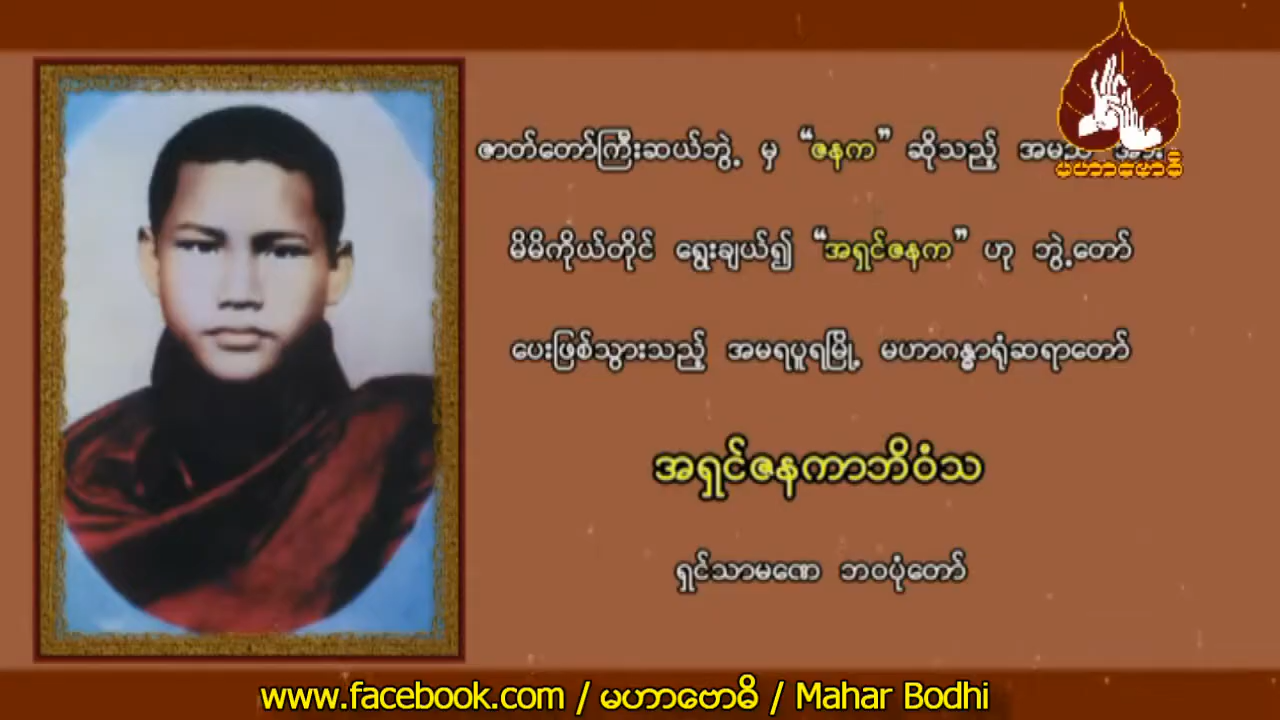 ဇာတ်တော်ကြီးဆယ်ဘွဲ့ မှ “ဇနက” ဆိုသည့် အမည်
မဟာဗောဓိ
မိမိကိုယ်တိုင် ရွေးချယ်၍ “အရှင်ဇနက” ဟု ဘွဲ့တော်
ပေးဖြစ်သွားသည့် အမရပူရမြို့ မဟာဂန္ဓာရုံဆရာတော်
အရှင်ဇနကာဘိဝံသ
ရှင်သာမဏေ ဘဝပုံတော်
www.facebook.com / မဟာဗောဓိ / Mahar Bodhi